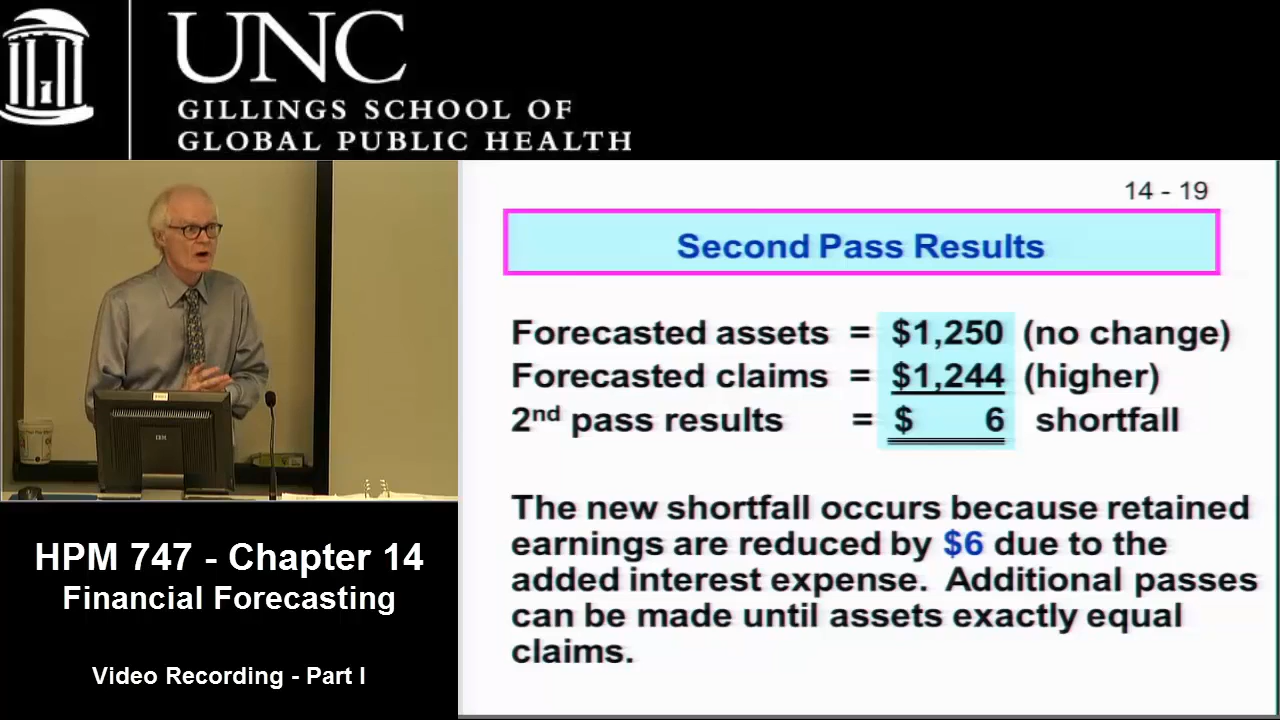 UNC
GILLINGS SCHOOL OF
GLOBAL PUBLIC HEALTH
14 - 19
Second Pass Results
Forecasted assets = $1,250 (no change)
Forecasted claims = $1,244 (higher)
2nd pass results = $ 6 shortfall
The new shortfall occurs because retained
earnings are reduced by $6 due to the
added interest expense. Additional passes
can be made until assets exactly equal
claims.
IBM
HPM 747 - Chapter 14
Financial Forecasting
Video Recording - Part I